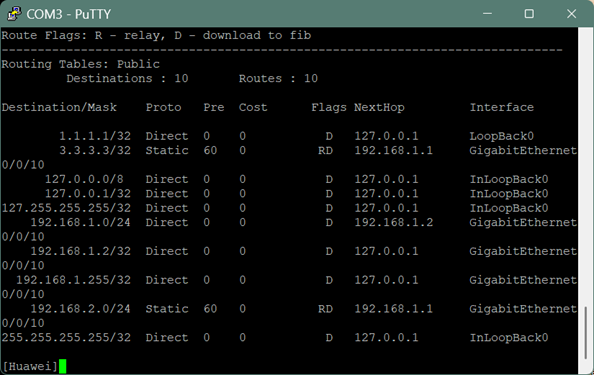 COM3 - PuTTY
Route Flags: R - relay, D - download to fib
------------------------------------------------------------------------------
Routing Tables: Public
         Destinations : 10       Routes : 10

Destination/Mask    Proto  Pre  Cost        Flags NextHop         Interface

        1.1.1.1/32  Direct  0    0             D   127.0.0.1       LoopBack0
        3.3.3.3/32  Static  60   0            RD   192.168.1.1     GigabitEthernet
0/0/10
      127.0.0.0/8   Direct  0    0             D   127.0.0.1       InLoopBack0
      127.0.0.1/32  Direct  0    0             D   127.0.0.1       InLoopBack0
127.255.255.255/32  Direct  0    0             D   127.0.0.1       InLoopBack0
    192.168.1.0/24  Direct  0    0             D   192.168.1.2     GigabitEthernet
0/0/10
    192.168.1.2/32  Direct  0    0             D   127.0.0.1       GigabitEthernet
0/0/10
  192.168.1.255/32  Direct  0    0             D   127.0.0.1       GigabitEthernet
0/0/10
    192.168.2.0/24  Static  60   0            RD   192.168.1.1     GigabitEthernet
0/0/10
255.255.255.255/32  Direct  0    0             D   127.0.0.1       InLoopBack0

[Huawei]